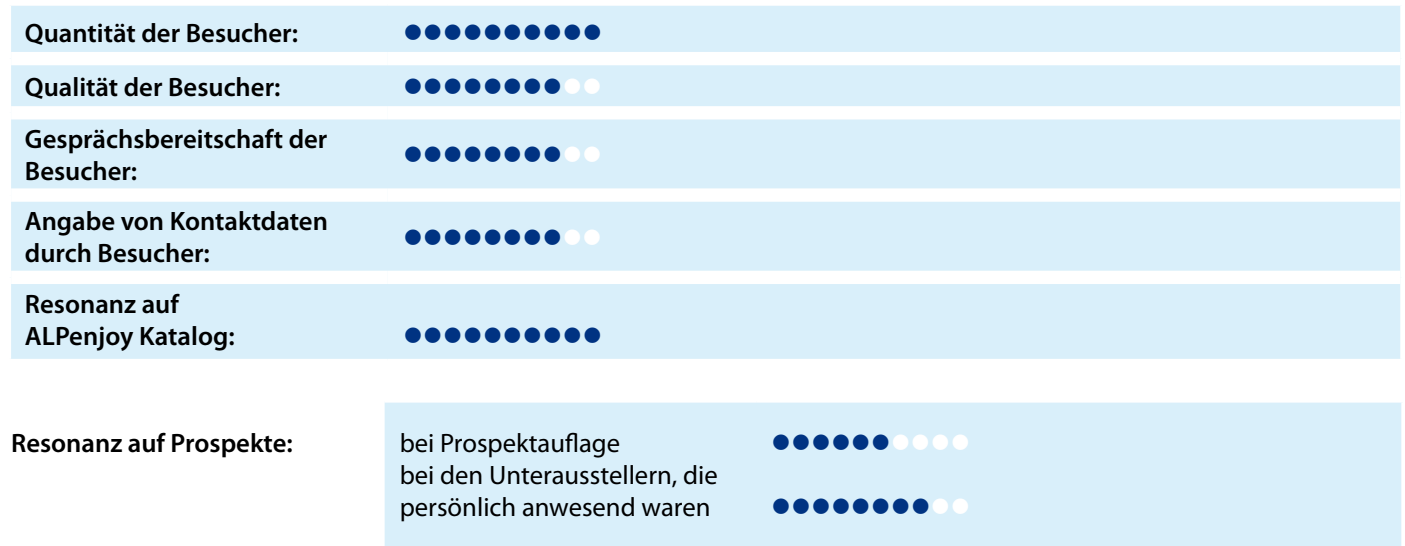 Quantität der Besucher:
Qualität der Besucher:
Gesprächsbereitschaft der
Besucher:
Angabe von Kontaktdaten
durch Besucher:
Resonanz auf
ALPenjoy Katalog:
Resonanz auf Prospekte: bei Prospektauflage
bei den Unterausstellern, die
persönlich anwesend waren